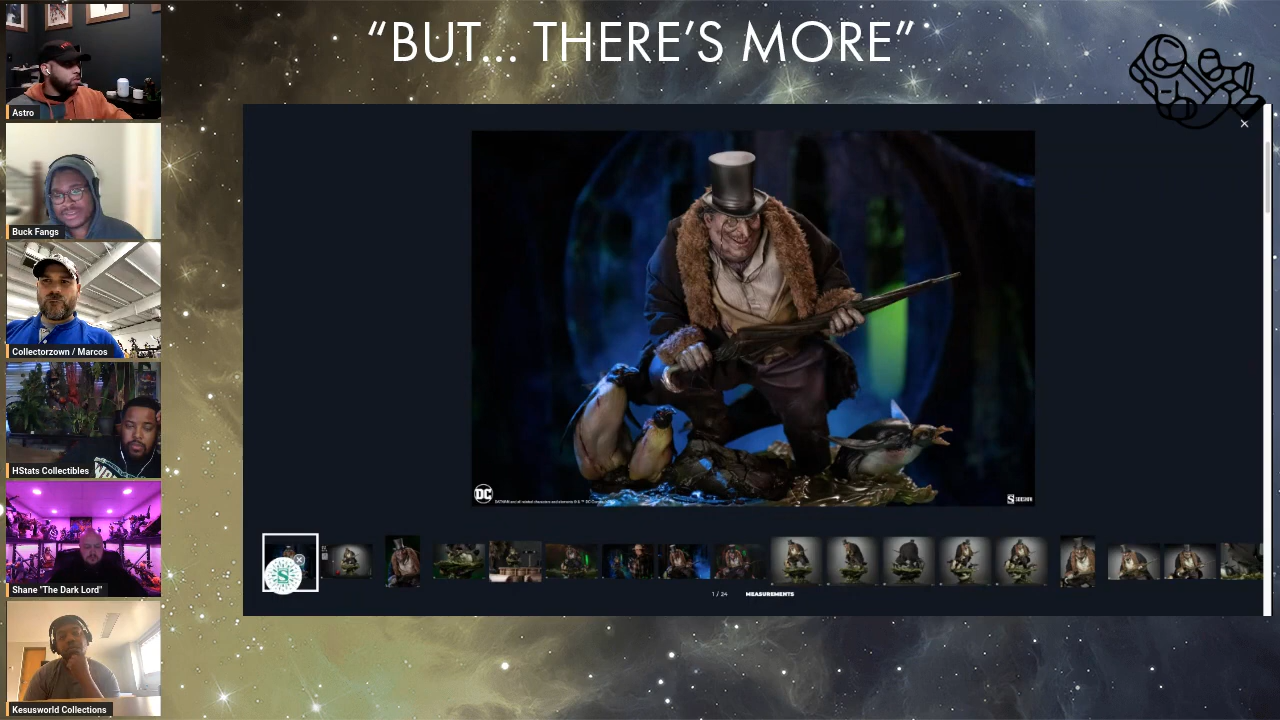 “BUT... THERE’S MORE”
Astro
Buck Fangs
Collectorzown / Marcos
HStats Collectibles
Shane "The Dark Lord"
Kesusworld Collections
DC
S SIDESHOW
1 / 24
MEASUREMENTS